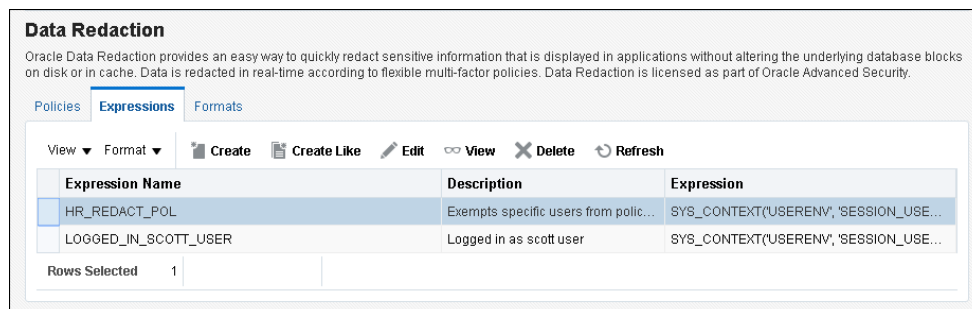 Data Redaction
Oracle Data Redaction provides an easy way to quickly redact sensitive information that is displayed in applications without altering the underlying database blocks
on disk or in cache. Data is redacted in real-time according to flexible multi-factor policies. Data Redaction is licensed as part of Oracle Advanced Security.
Policies Expressions Formats
View Format Create Create Like Edit View Delete Refresh
Expression Name Description Expression
HR_REDACT_POL Exempts specific users from polic... SYS_CONTEXT('USERENV', 'SESSION_USE...
LOGGED_IN_SCOTT_USER Logged in as scott user SYS_CONTEXT('USERENV', 'SESSION_USE...
Rows Selected 1